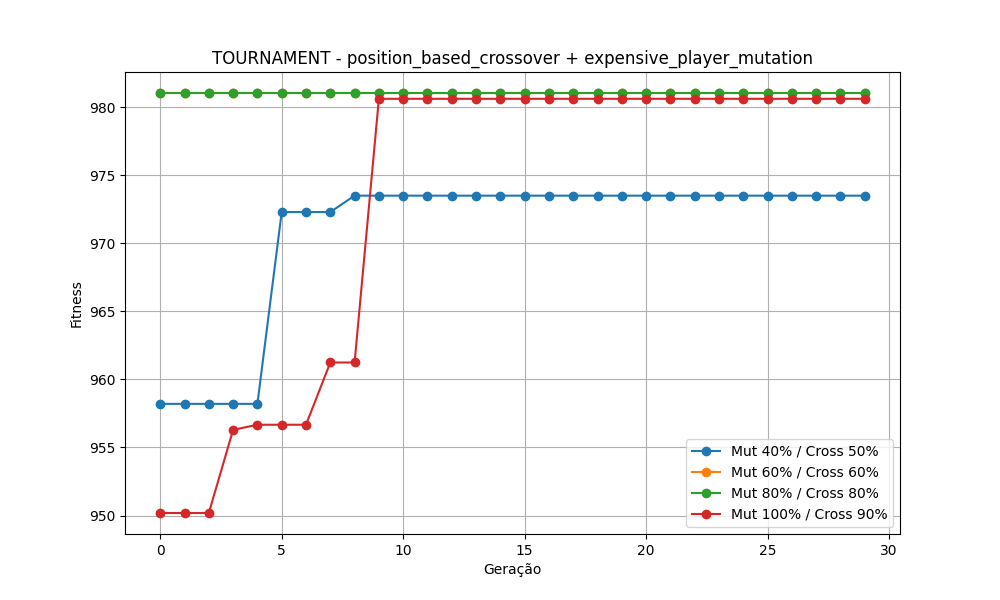 TOURNAMENT - position_based_crossover + expensive_player_mutation
Fitness
980
975
970
965
960
955
950
0 5 10 15 20 25 30
Geração
Mut 40% / Cross 50%
Mut 60% / Cross 60%
Mut 80% / Cross 80%
Mut 100% / Cross 90%